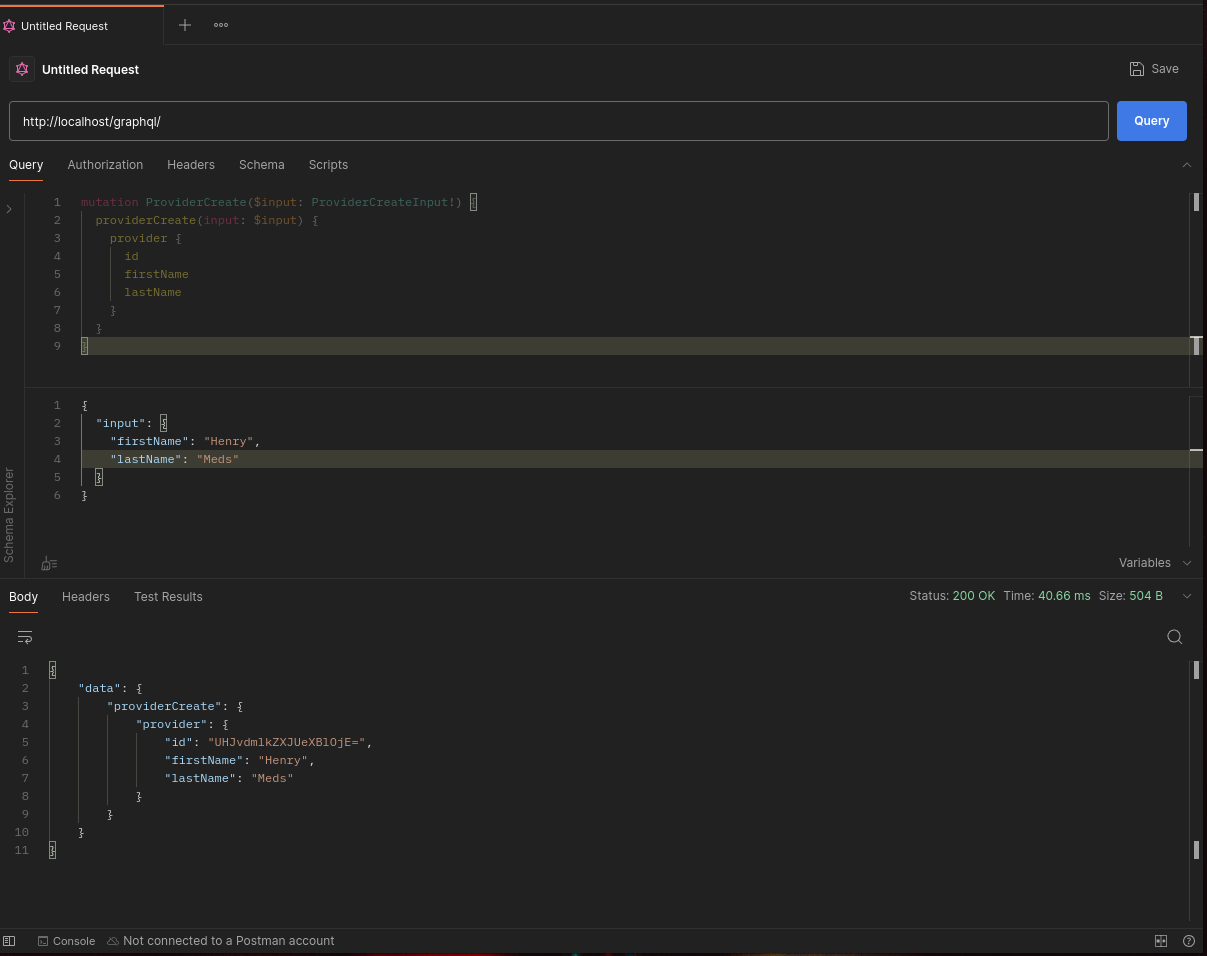 Untitled Request
Untitled Request
Save
http://localhost/graphql/
Query
Query Authorization Headers Schema Scripts
1 mutation ProviderCreate($input: ProviderCreateInput!) {
2 providerCreate(input: $input) {
3 provider {
4 id
5 firstName
6 lastName
7 }
8 }
9 }
1 {
2 "input": {
3 "firstName": "Henry",
4 "lastName": "Meds"
5 }
6 }
Schema Explorer
Variables
Body Headers Test Results
Status: 200 OK Time: 40.66 ms Size: 504 B
1 {
2 "data": {
3 "providerCreate": {
4 "provider": {
5 "id": "UHJvdmlkZXJUeXBlOjE=",
6 "firstName": "Henry",
7 "lastName": "Meds"
8 }
9 }
10 }
11 }
Console Not connected to a Postman account